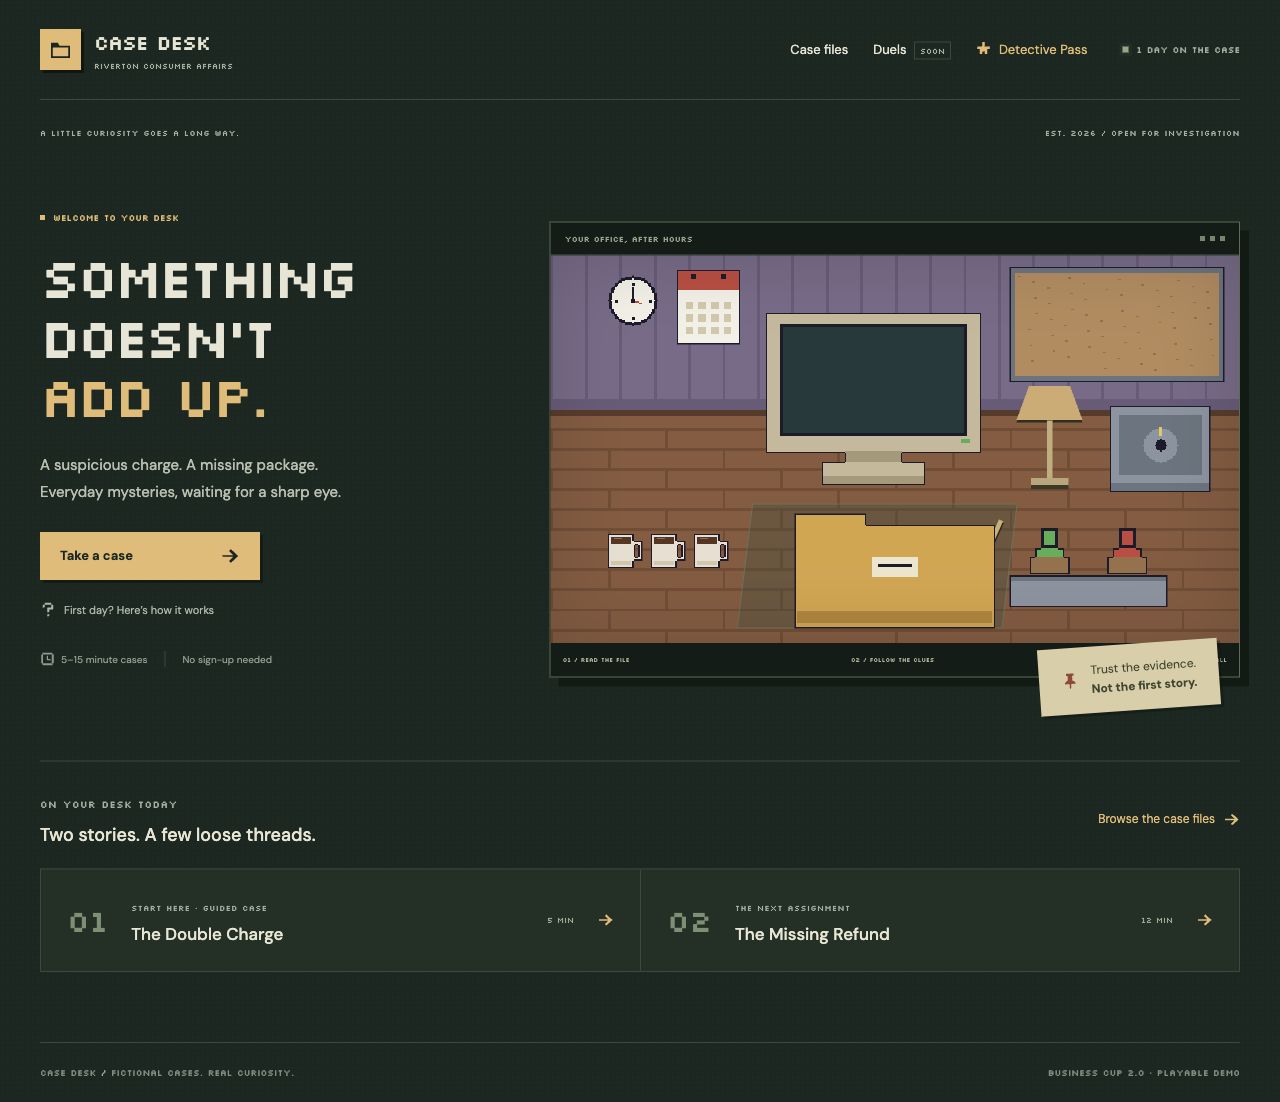 CASE DESK
RIVERTON CONSUMER AFFAIRS
Case files
Duels SOON
Detective Pass
1 DAY ON THE CASE
A LITTLE CURIOSITY GOES A LONG WAY.
EST. 2026 / OPEN FOR INVESTIGATION
WELCOME TO YOUR DESK
SOMETHING
DOESN'T
ADD UP.
A suspicious charge. A missing package.
Everyday mysteries, waiting for a sharp eye.
Take a case
First day? Here's how it works
5–15 minute cases
No sign-up needed
YOUR OFFICE, AFTER HOURS
01 / READ THE FILE
02 / FOLLOW THE CLUES
Trust the evidence.
Not the first story.
ON YOUR DESK TODAY
Two stories. A few loose threads.
Browse the case files
01
START HERE · GUIDED CASE
The Double Charge
5 MIN
02
THE NEXT ASSIGNMENT
The Missing Refund
12 MIN
CASE DESK / FICTIONAL CASES. REAL CURIOSITY.
BUSINESS CUP 2.0 · PLAYABLE DEMO